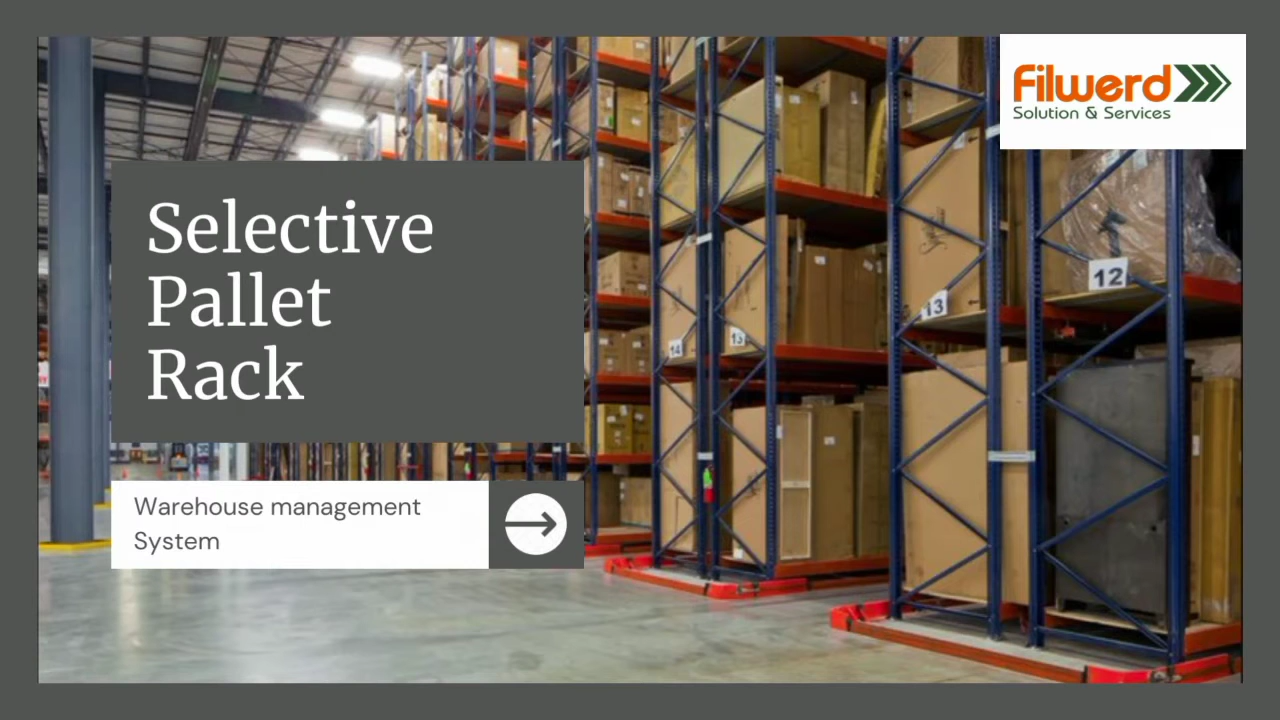 Filwerd
Solution & Services
Selective
Pallet
Rack
Warehouse management
System
12
13
14
13